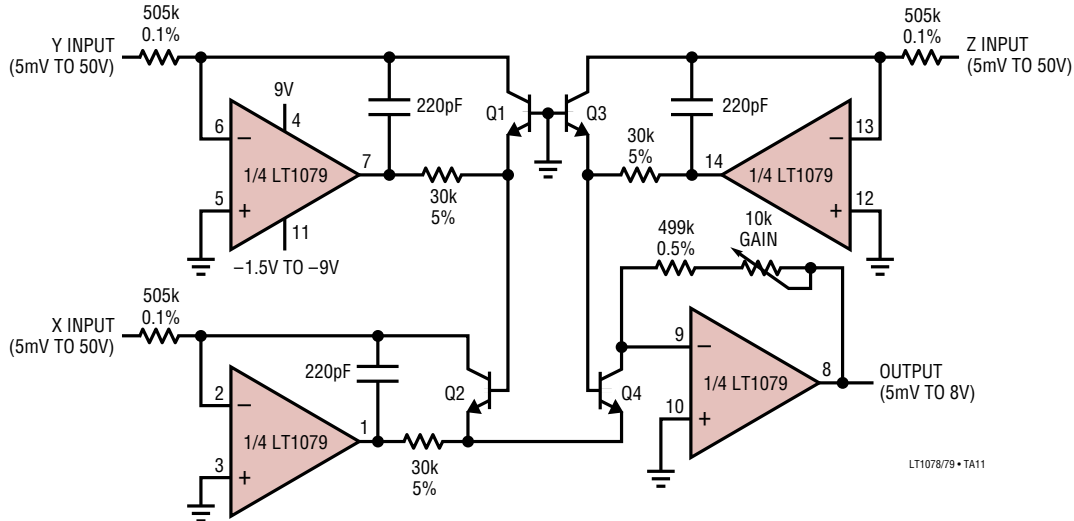 505k
0.1%
Y INPUT
(5mV TO 50V)
9V
4
6
−
1/4 LT1079
7
5
+
11
−1.5V TO −9V
220pF
30k
5%
Q1
Q3
505k
0.1%
Z INPUT
(5mV TO 50V)
220pF
30k
5%
14
13
−
1/4 LT1079
12
+
505k
0.1%
X INPUT
(5mV TO 50V)
2
−
1/4 LT1079
1
3
+
220pF
30k
5%
Q2
Q4
499k
0.5%
10k
GAIN
9
−
1/4 LT1079
8
10
+
OUTPUT
(5mV TO 8V)
LT1078/79 • TA11